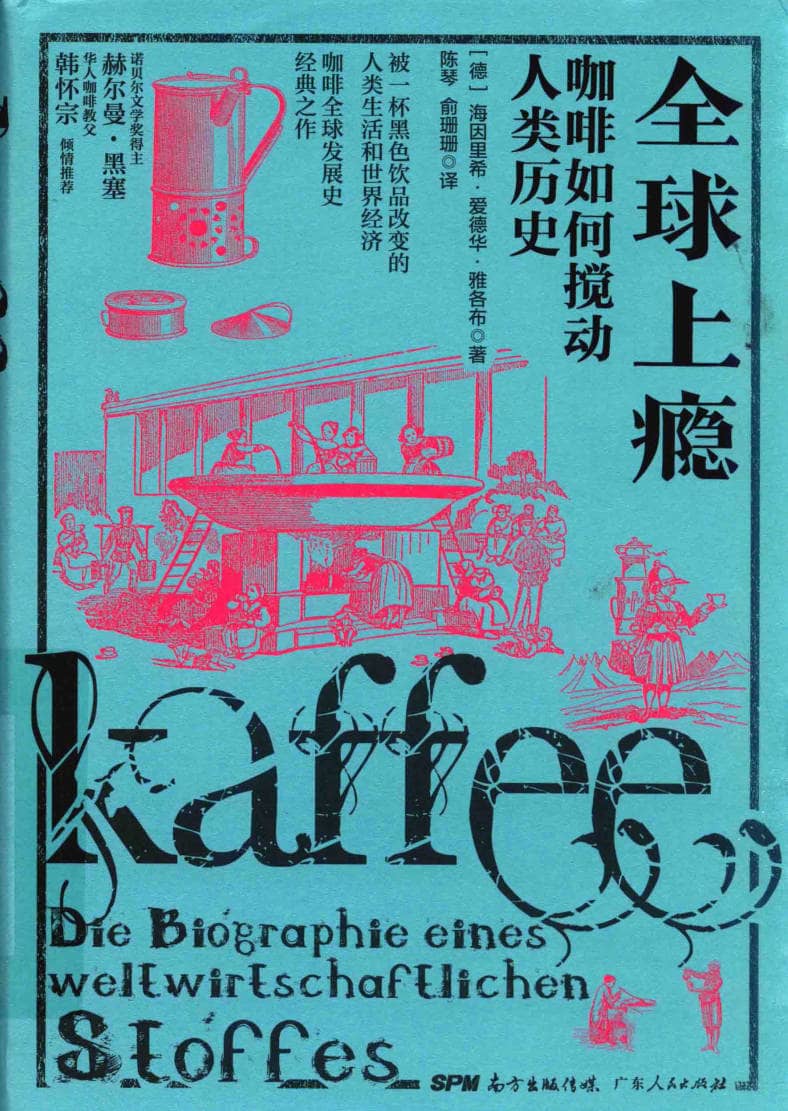 全球上瘾
咖啡如何搅动
人类历史
［德］海因里希·爱德华·雅各布◎著
陈琴 俞珊珊◎译
被一杯黑色饮品改变的
人类生活和世界经济
咖啡全球发展史
经典之作
诺贝尔文学奖得主
赫尔曼·黑塞
华人咖啡教父
韩怀宗 倾情推荐
kaffee
Die Biographie eines
weltwirtschaftlichen
Stoffes
SPM 南方出版传媒 广东人民出版社